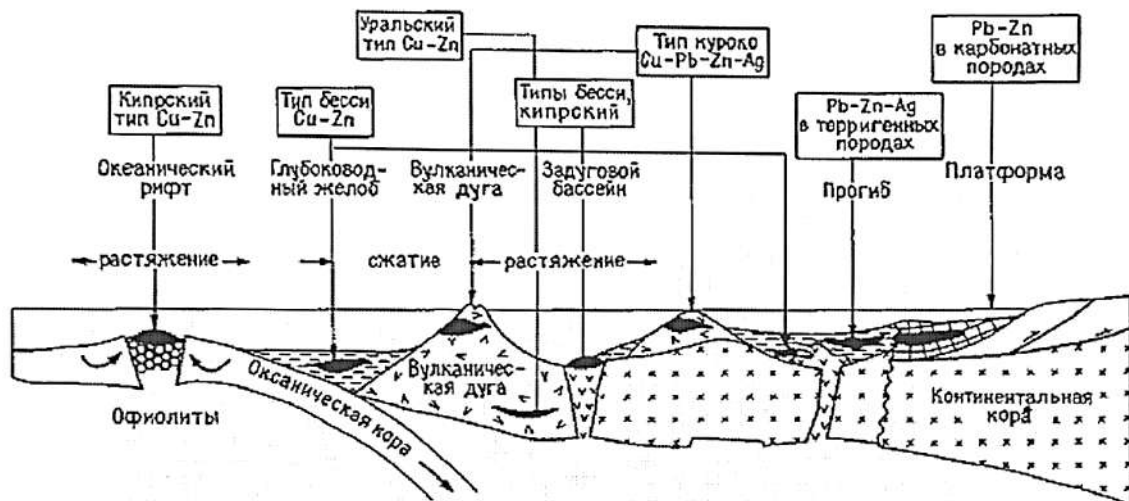 Уральский
тип Cu-Zn
Тип куроко
Cu-Pb-Zn-Ag
Pb-Zn
в карбонатных
породах
Кипрский
тип Cu-Zn
Тип бесси
Cu-Zn
Типы бесси,
кипрский
Pb-Zn-Ag
в терригенных
породах
Океанический
рифт
Глубоковод-
ный желоб
Вулканичес-
кая дуга
Задуговой
бассейн
Прогиб
Платформа
растяжение
сжатие
растяжение
Вулканичес-
кая дуга
Океаническая кора
Офиолиты
Континентальная
кора